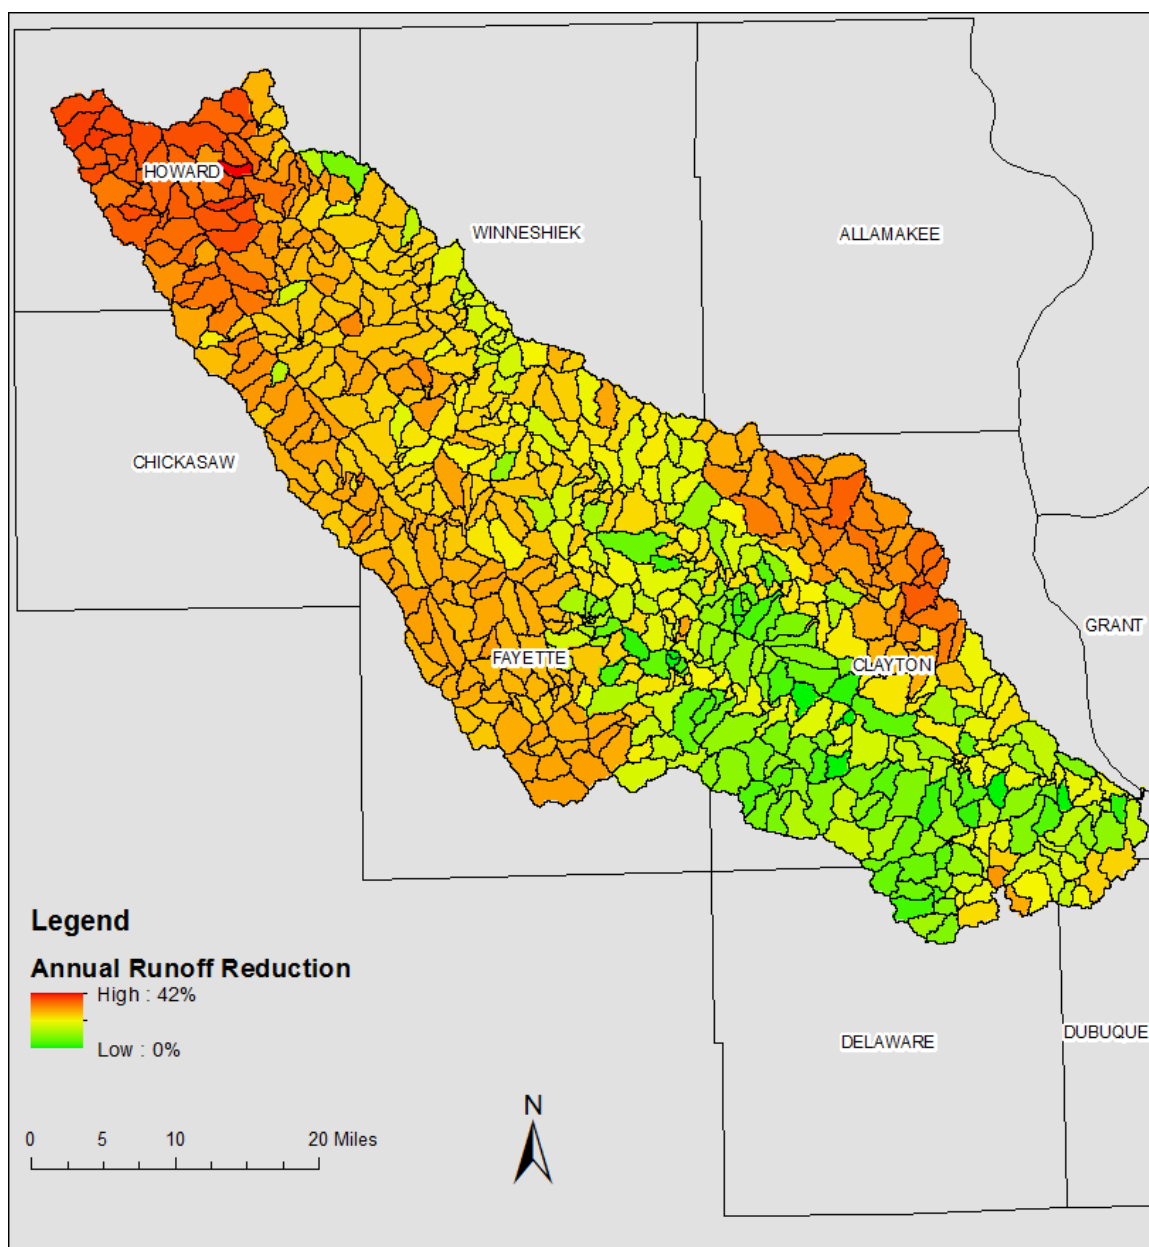 HOWARD
WINNESHIEK
ALLAMAKEE
CHICKASAW
GRANT
FAYETTE
CLAYTON
Legend
Annual Runoff Reduction
High : 42%
Low : 0%
DELAWARE
DUBUQUE
N
0 5 10 20 Miles